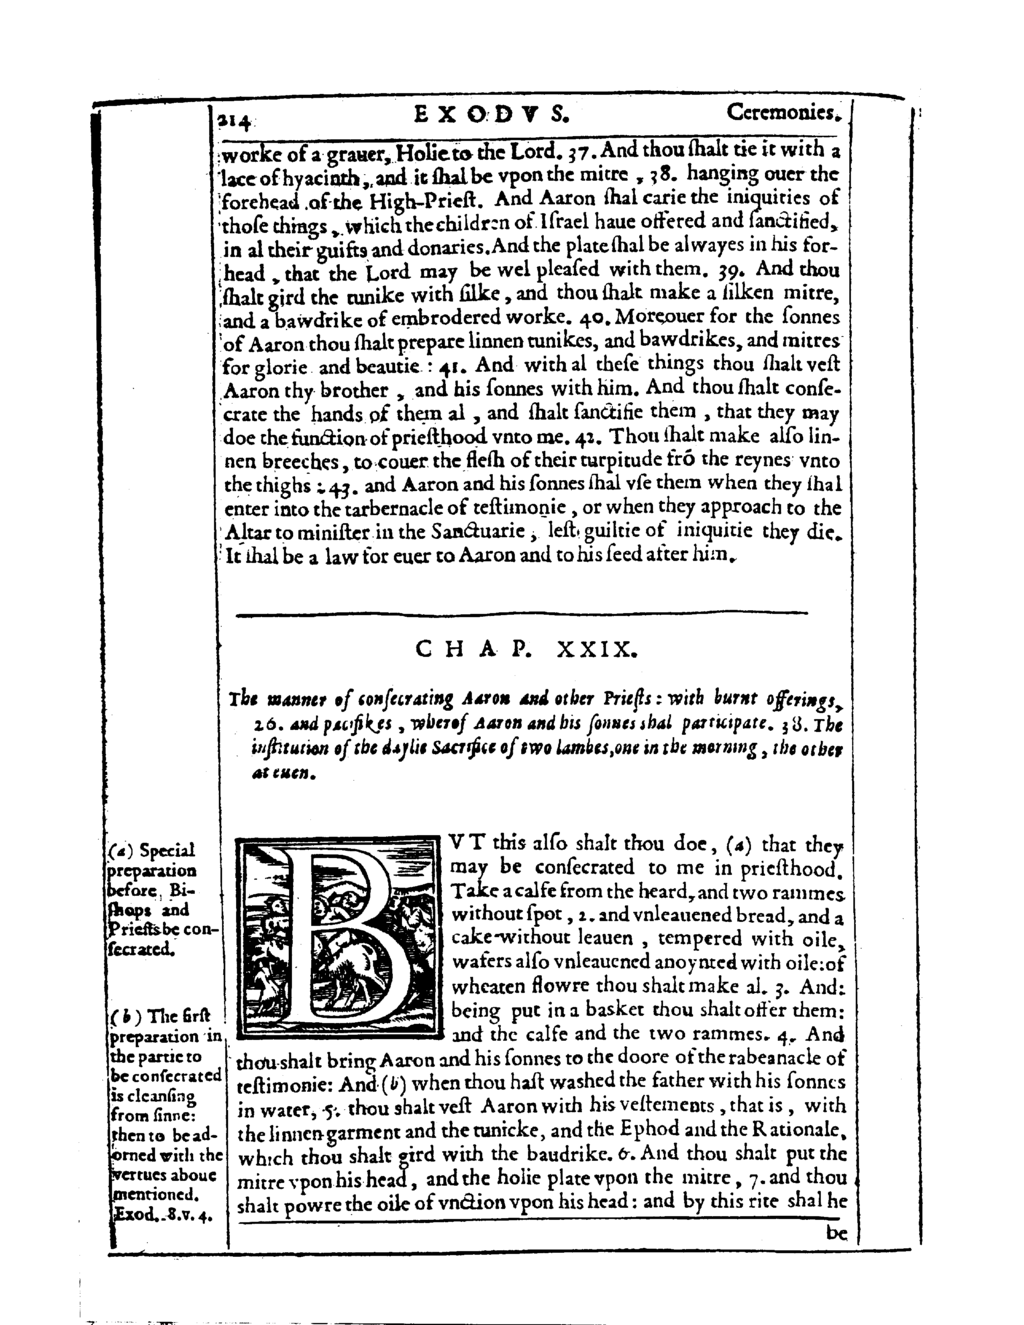 214 EXODVS. Ceremonies.
worke of a grauer, Holie to the Lord. 37. And thou ſhalt tie it with a
lace of hyacinth, and it ſhal be vpon the mitre, 38. hanging ouer the
forehead of the High-Prieſt. And Aaron ſhal carie the iniquities of
thoſe things, which the children of Iſrael haue offered and ſanctified,
in al their guifts and donaries. And the plate ſhal be alwayes in his for-
head, that the Lord may be wel pleaſed with them. 39. And thou
ſhalt gird the tunike with ſilke, and thou ſhalt make a ſilken mitre,
and a bawdrike of embrodered worke. 40. Moreouer for the ſonnes
of Aaron thou ſhalt prepare linnen tunikes, and bawdrikes, and mitres
for glorie and beautie: 41. And with al theſe things thou ſhalt veſt
Aaron thy brother, and his ſonnes with him. And thou ſhalt conſe-
crate the hands of them al, and ſhalt ſanctifie them, that they may
doe the function of prieſthood vnto me. 42. Thou ſhalt make alſo lin-
nen breeches, to couer the fleſh of their turpitude frõ the reynes vnto
the thighs: 43. and Aaron and his ſonnes ſhal vſe them when they ſhal
enter into the tarbernacle of teſtimonie, or when they approach to the
Altar to miniſter in the Sanctuarie, leſt guiltie of iniquitie they die.
It ſhal be a law for euer to Aaron and to his ſeed after him.
CHAP. XXIX.
The manner of conſecrating Aaron and other Prieſts: with burnt offerings,
26. and pacifikes, wherof Aaron and his ſonnes shal participate. 38. The
inſtitution of the daylie Sacrifice of two lambes, one in the morning, the other
at euen.
BVT this alſo shalt thou doe, (a) that they
may be conſecrated to me in prieſthood.
Take a calfe from the heard, and two rammes
without ſpot, 2. and vnleauened bread, and a
cake without leauen, tempered with oile,
wafers alſo vnleauened anoynted with oile: of
wheaten flowre thou shalt make al. 3. And
being put in a basket thou shalt offer them:
and the calfe and the two rammes. 4. And
thou shalt bring Aaron and his ſonnes to the doore of the rabeanacle of
teſtimonie: And (b) when thou haſt washed the father with his ſonnes
in water, 5. thou shalt veſt Aaron with his veſtements, that is, with
the linnen garment and the tunicke, and the Ephod and the Rationale,
which thou shalt gird with the baudrike. 6. And thou shalt put the
mitre vpon his head, and the holie plate vpon the mitre, 7. and thou
shalt powre the oile of vnction vpon his head: and by this rite shal he
be
(a) Special
preparation
before, Bi-
ſhops and
Prieſts be con-
ſecrated.
(b) The firſt
preparation in
the partie to
be conſecrated
is cleanſing
from ſinne:
then to be ad-
orned with the
vertues aboue
mentioned.
Exod. 8. v. 4.